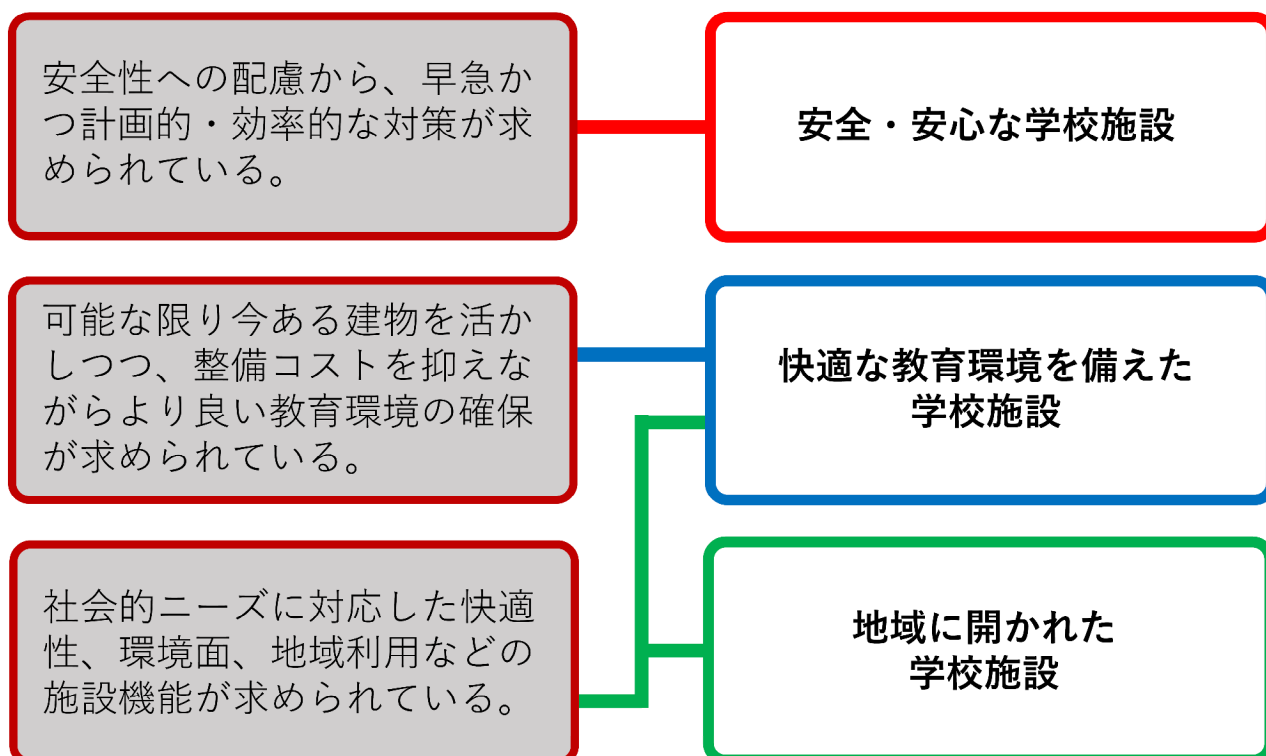 安全性への配慮から、早急か
つ計画的・効率的な対策が求
められている。
安全・安心な学校施設
可能な限り今ある建物を活か
しつつ、整備コストを抑えな
がらより良い教育環境の確保
が求められている。
快適な教育環境を備えた
学校施設
社会的ニーズに対応した快適
性、環境面、地域利用などの
施設機能が求められている。
地域に開かれた
学校施設